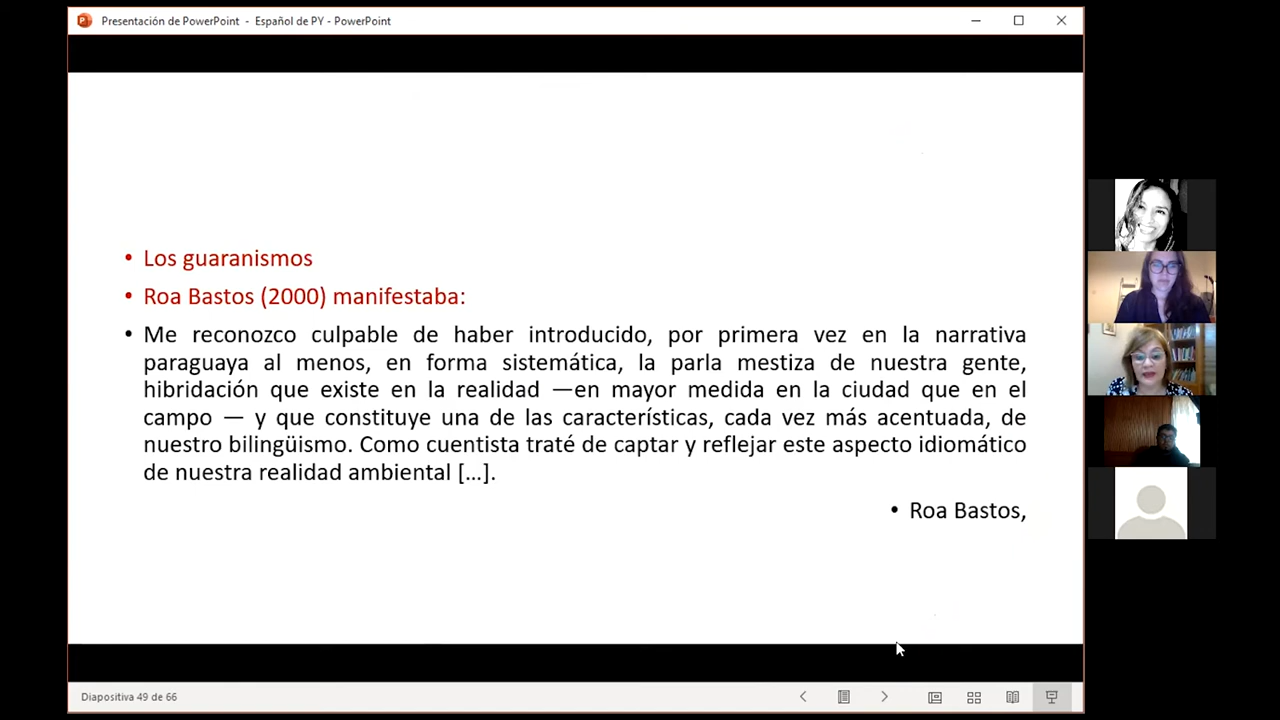 Presentación de PowerPoint - Español de PY - PowerPoint
• Los guaranismos
• Roa Bastos (2000) manifestaba:
• Me reconozco culpable de haber introducido, por primera vez en la narrativa
paraguaya al menos, en forma sistemática, la parla mestiza de nuestra gente,
hibridación que existe en la realidad —en mayor medida en la ciudad que en el
campo — y que constituye una de las características, cada vez más acentuada, de
nuestro bilingüismo. Como cuentista traté de captar y reflejar este aspecto idiomático
de nuestra realidad ambiental […].
• Roa Bastos,
Diapositiva 49 de 66